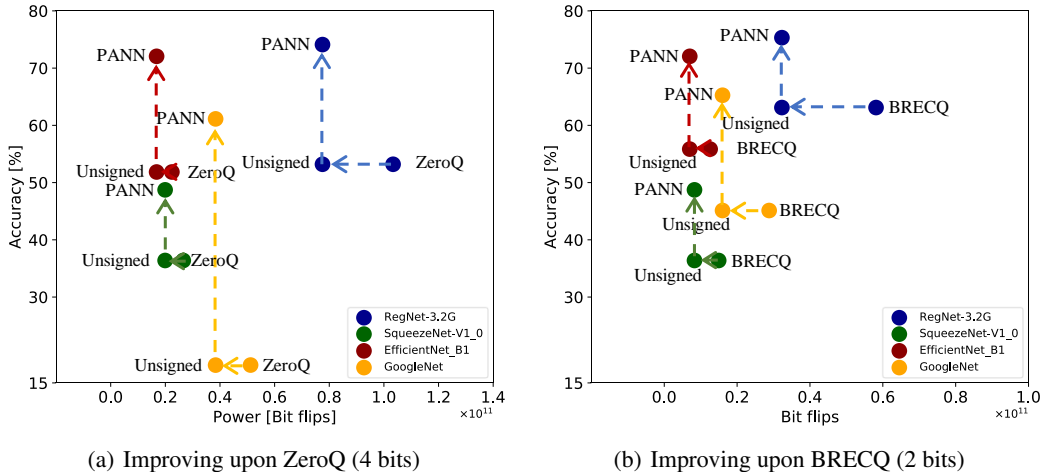 80
70
60
50
40
30
15
Accuracy [%]
PANN
PANN
PANN
Unsigned
ZeroQ
Unsigned
ZeroQ
PANN
Unsigned
ZeroQ
Unsigned
ZeroQ
RegNet-3.2G
SqueezeNet-V1_0
EfficientNet_B1
GoogleNet
0.0 0.2 0.4 0.6 0.8 1.0 1.2 1.4
Power [Bit flips]
×10¹¹
(a) Improving upon ZeroQ (4 bits)
80
70
60
50
40
30
15
Accuracy [%]
PANN
PANN
PANN
Unsigned
BRECQ
Unsigned
BRECQ
PANN
Unsigned
BRECQ
Unsigned
BRECQ
RegNet-3.2G
SqueezeNet-V1_0
EfficientNet_B1
GoogleNet
0.0 0.2 0.4 0.6 0.8 1.0
Bit flips
×10¹¹
(b) Improving upon BRECQ (2 bits)